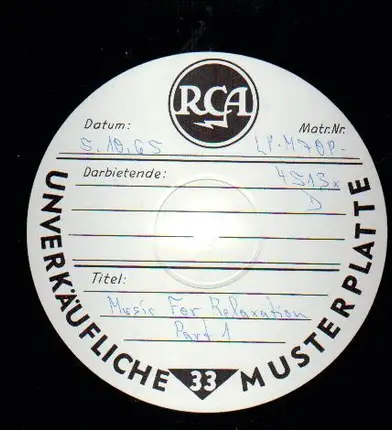 RCA
Datum:
Matr.Nr.
5.10.65
LP-M70P-
Darbietende:
4513x
D
Titel:
Music For Relaxation
Part 1
UNVERKÄUFLICHE 33 MUSTERPLATTE